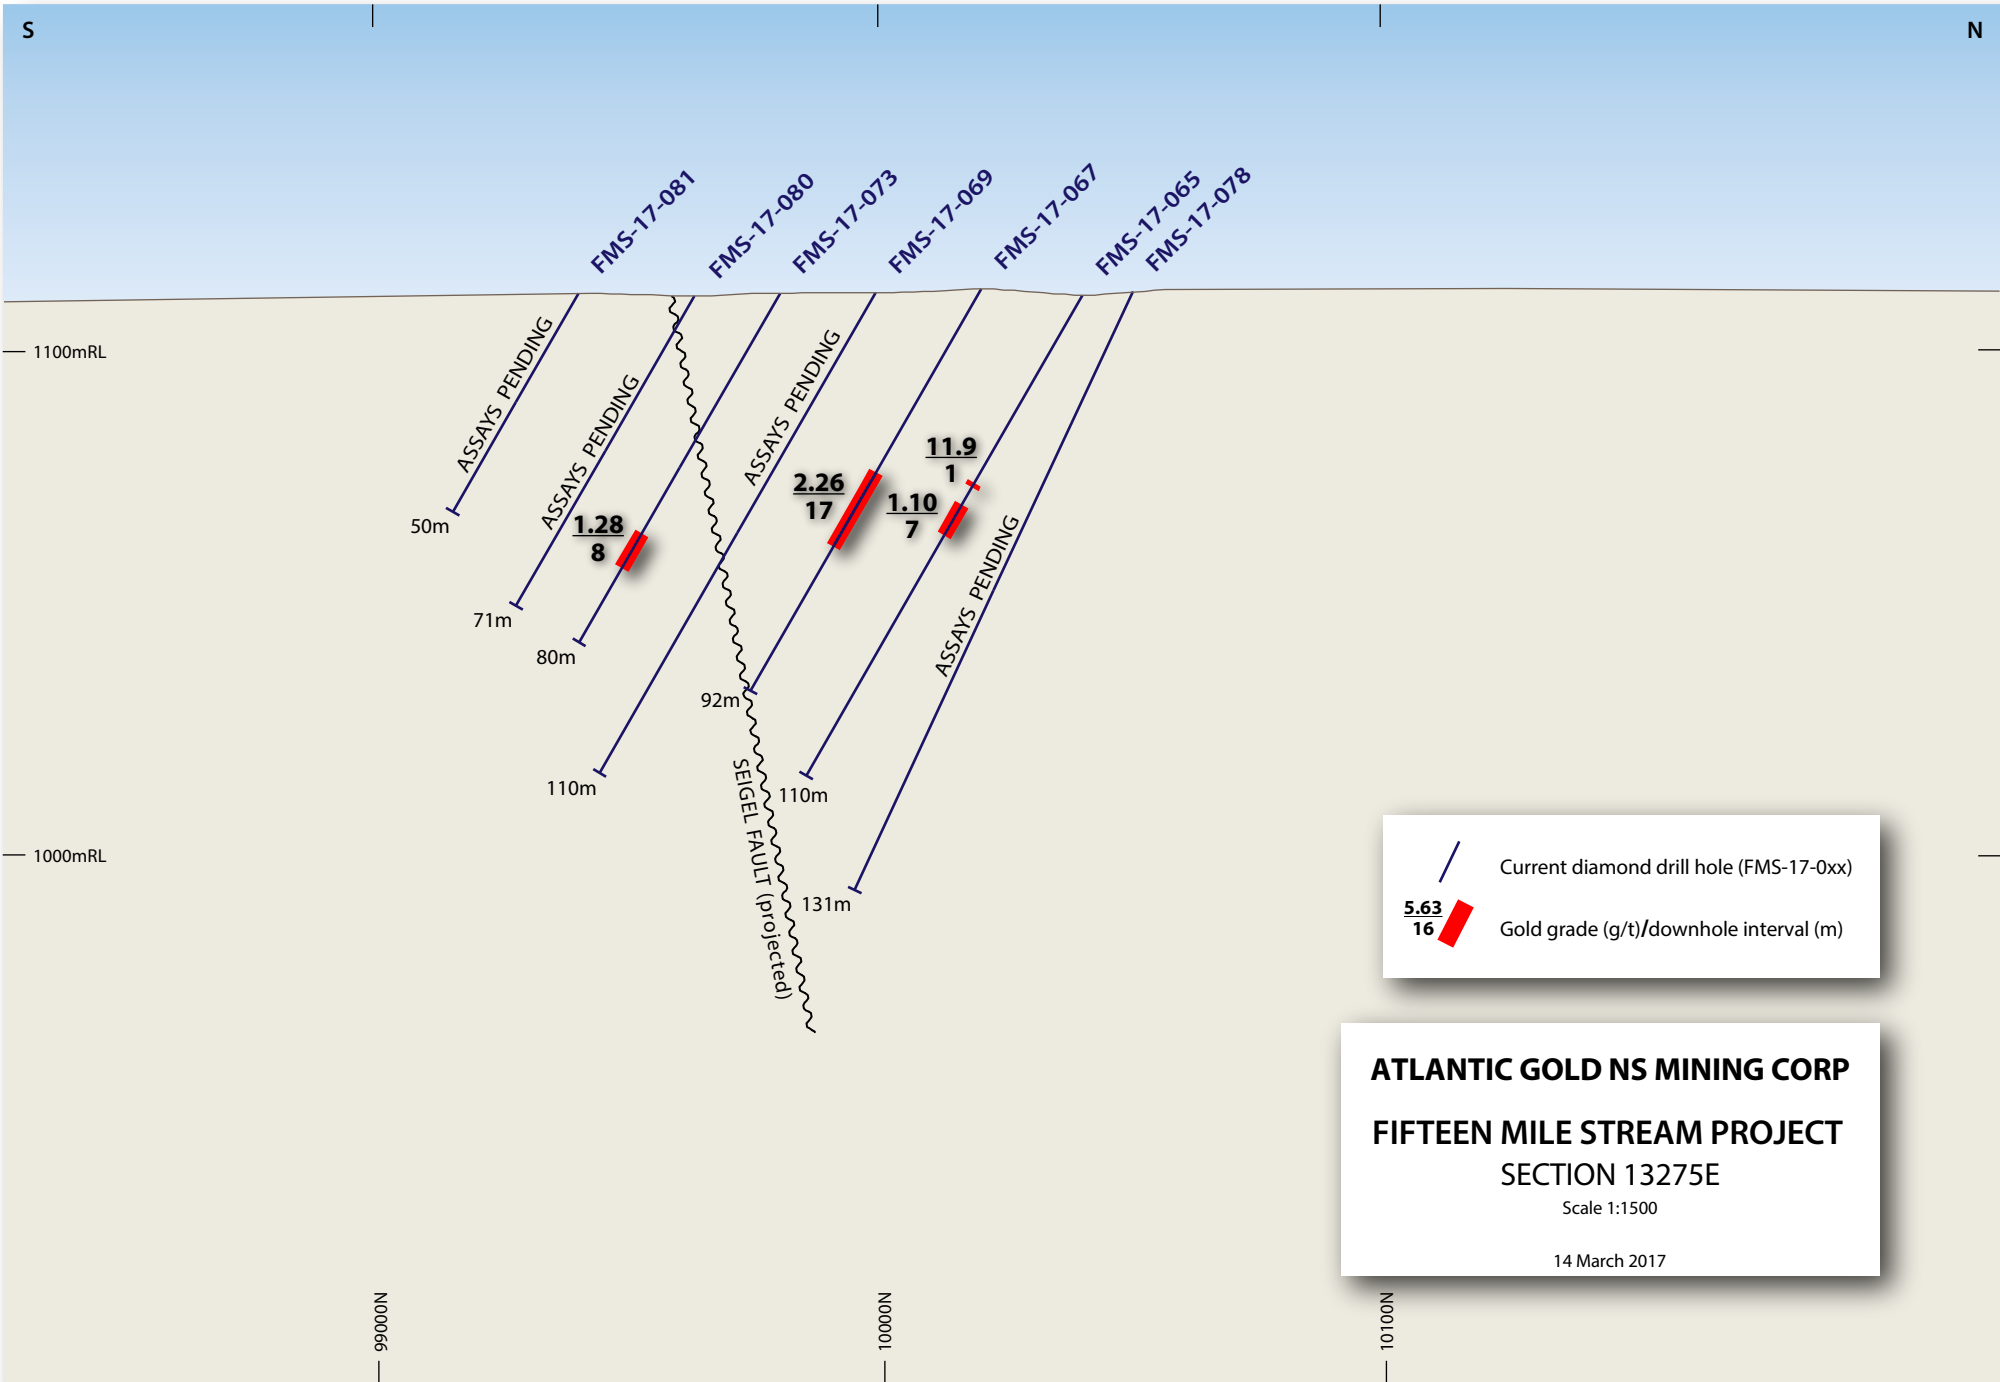 S
N
FMS-17-081
FMS-17-080
FMS-17-073
FMS-17-069
FMS-17-067
FMS-17-065
FMS-17-078
1100mRL
ASSAYS PENDING
ASSAYS PENDING
ASSAYS PENDING
ASSAYS PENDING
11.9
1
2.26
17
1.10
7
1.28
8
50m
71m
80m
92m
110m
110m
131m
SEIGEL FAULT (projected)
1000mRL
Current diamond drill hole (FMS-17-0xx)
5.63
16
Gold grade (g/t)/downhole interval (m)
ATLANTIC GOLD NS MINING CORP
FIFTEEN MILE STREAM PROJECT
SECTION 13275E
Scale 1:1500
14 March 2017
99000N
10000N
10100N